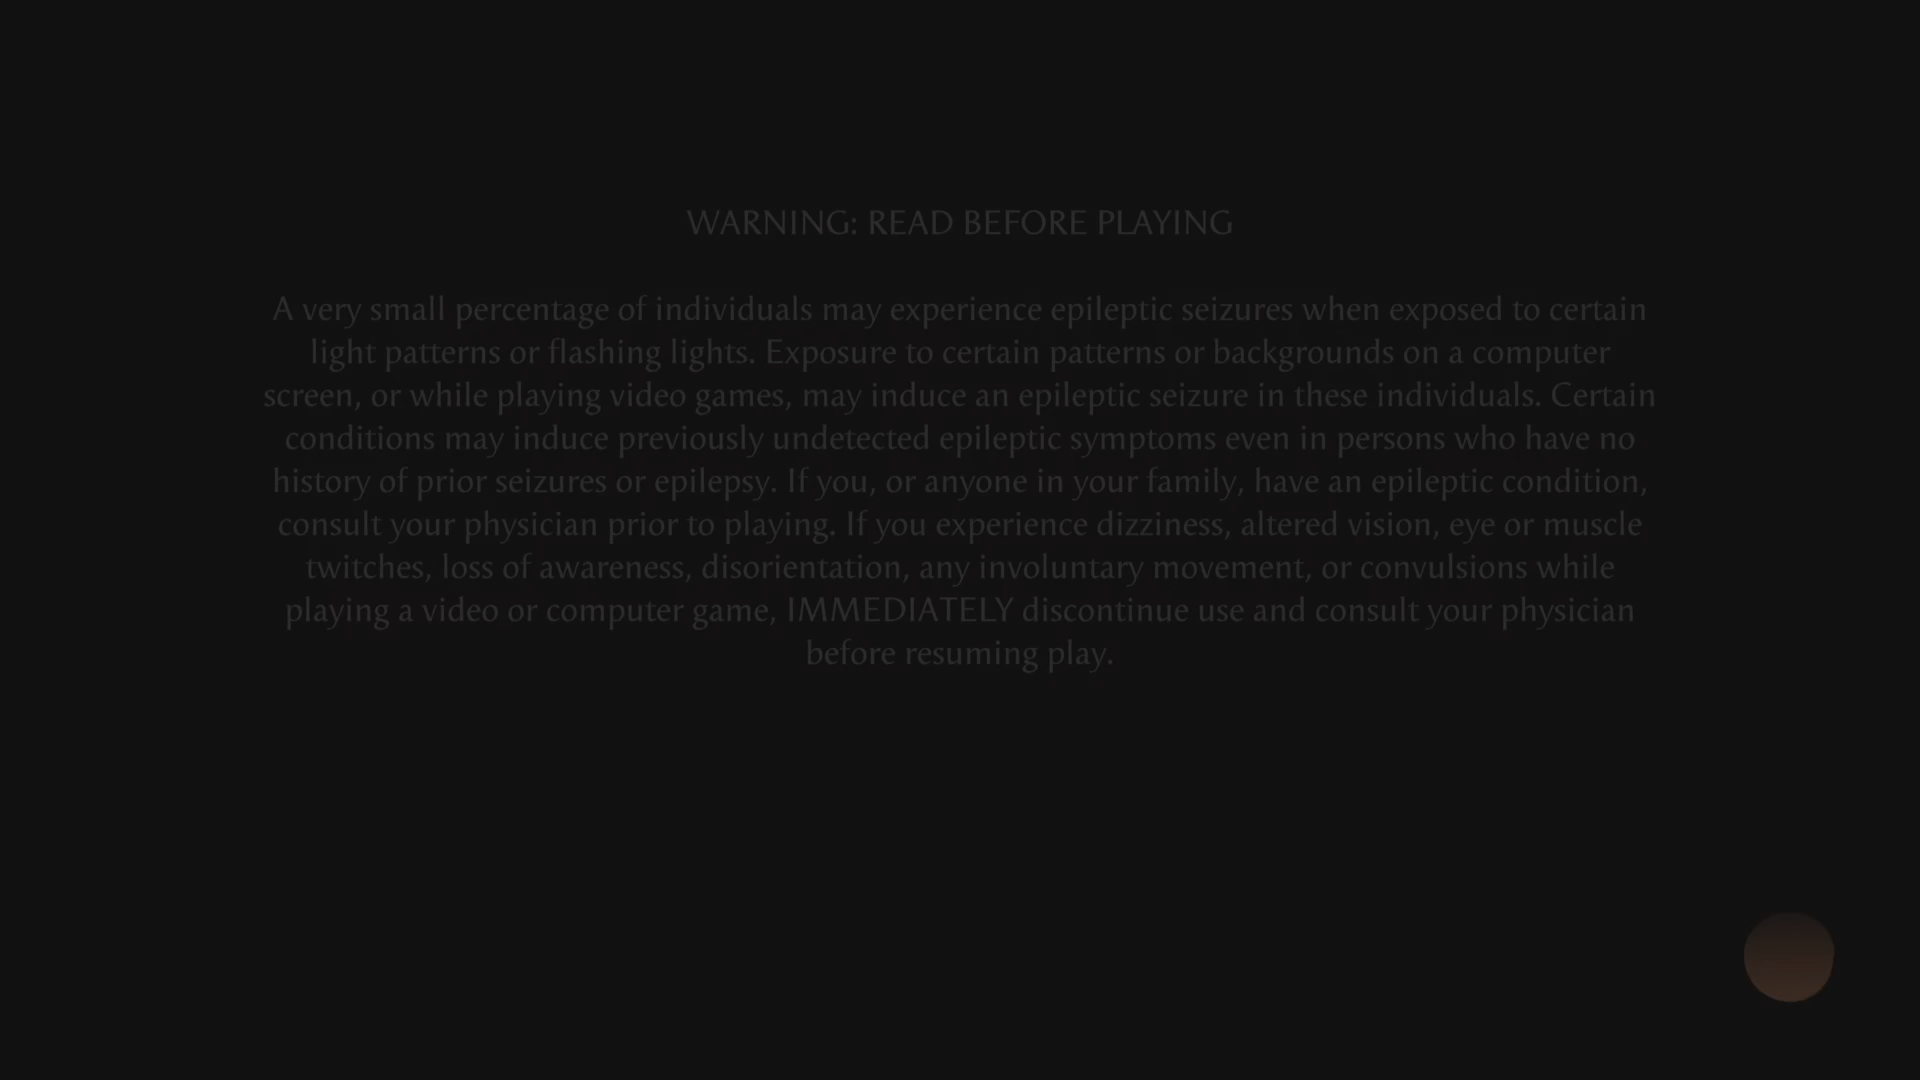 WARNING: READ BEFORE PLAYING
A very small percentage of individuals may experience epileptic seizures when exposed to certain
light patterns or flashing lights. Exposure to certain patterns or backgrounds on a computer
screen, or while playing video games, may induce an epileptic seizure in these individuals. Certain
conditions may induce previously undetected epileptic symptoms even in persons who have no
history of prior seizures or epilepsy. If you, or anyone in your family, have an epileptic condition,
consult your physician prior to playing. If you experience dizziness, altered vision, eye or muscle
twitches, loss of awareness, disorientation, any involuntary movement, or convulsions while
playing a video or computer game, IMMEDIATELY discontinue use and consult your physician
before resuming play.